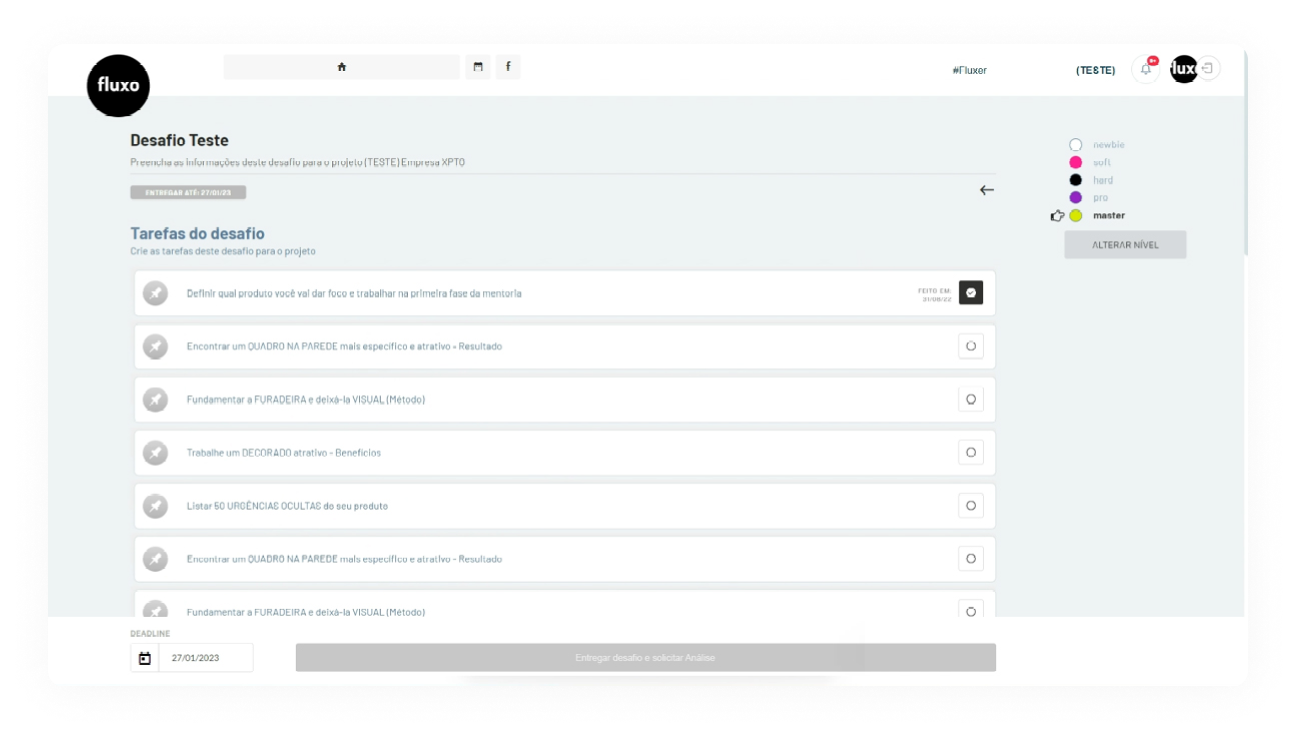 fluxo
f
#Fluxer
(TESTE)
9+
fluxo
Desafio Teste
Preencha as informações deste desafio para o projeto (TESTE) Empresa XPTO
ENTREGAR ATÉ: 27/01/23
newbie
soft
hard
pro
master
ALTERAR NÍVEL
Tarefas do desafio
Crie as tarefas deste desafio para o projeto
Definir qual produto você vai dar foco e trabalhar na primeira fase da mentoria
FEITO EM:
31/08/22
Encontrar um QUADRO NA PAREDE mais específico e atrativo - Resultado
Fundamentar a FURADEIRA e deixá-la VISUAL (Método)
Trabalhe um DECORADO atrativo - Benefícios
Listar 50 URGÊNCIAS OCULTAS do seu produto
Encontrar um QUADRO NA PAREDE mais específico e atrativo - Resultado
Fundamentar a FURADEIRA e deixá-la VISUAL (Método)
DEADLINE
27/01/2023
Entregar desafio e solicitar Análise